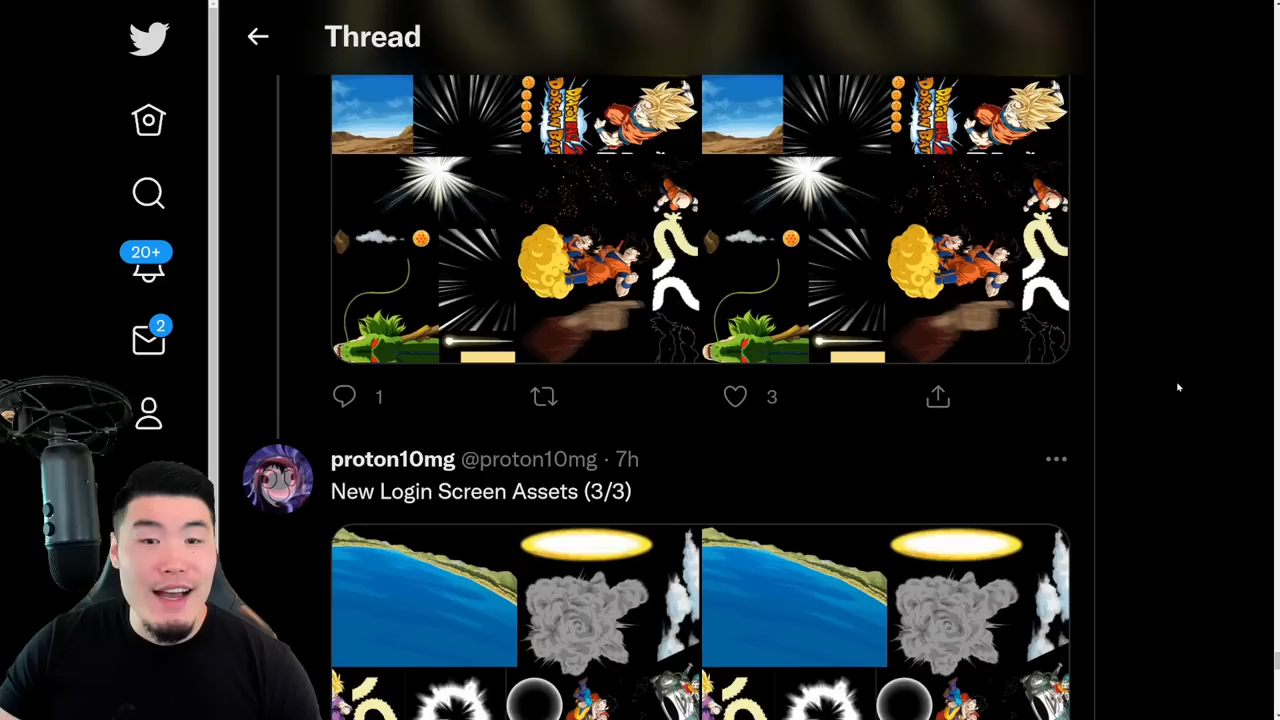 Thread
20+
2
1
3
proton10mg @proton10mg · 7h
New Login Screen Assets (3/3)